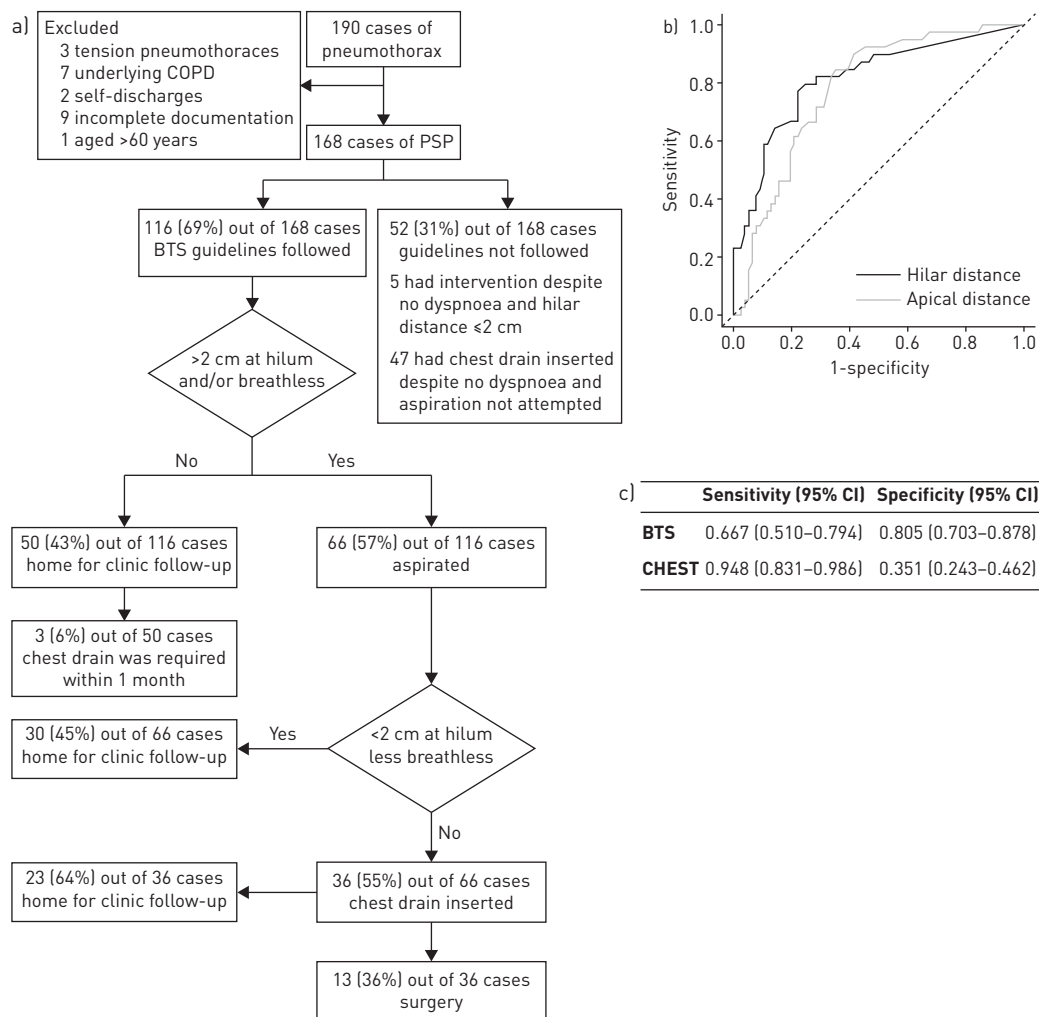 a)
Excluded
3 tension pneumothoraces
7 underlying COPD
2 self-discharges
9 incomplete documentation
1 aged >60 years
190 cases of
pneumothorax
168 cases of PSP
116 (69%) out of 168 cases
BTS guidelines followed
52 (31%) out of 168 cases
guidelines not followed
5 had intervention despite
no dyspnoea and hilar
distance ≤2 cm
47 had chest drain inserted
despite no dyspnoea and
aspiration not attempted
>2 cm at hilum
and/or breathless
No
Yes
50 (43%) out of 116 cases
home for clinic follow-up
66 (57%) out of 116 cases
aspirated
3 (6%) out of 50 cases
chest drain was required
within 1 month
30 (45%) out of 66 cases
home for clinic follow-up
Yes
<2 cm at hilum
less breathless
No
23 (64%) out of 36 cases
home for clinic follow-up
36 (55%) out of 66 cases
chest drain inserted
13 (36%) out of 36 cases
surgery
b)
Sensitivity
1.0
0.8
0.6
0.4
0.2
0.0
Hilar distance
Apical distance
0.0 0.2 0.4 0.6 0.8 1.0
1-specificity
c)
Sensitivity (95% CI) Specificity (95% CI)
BTS 0.667 (0.510–0.794) 0.805 (0.703–0.878)
CHEST 0.948 (0.831–0.986) 0.351 (0.243–0.462)